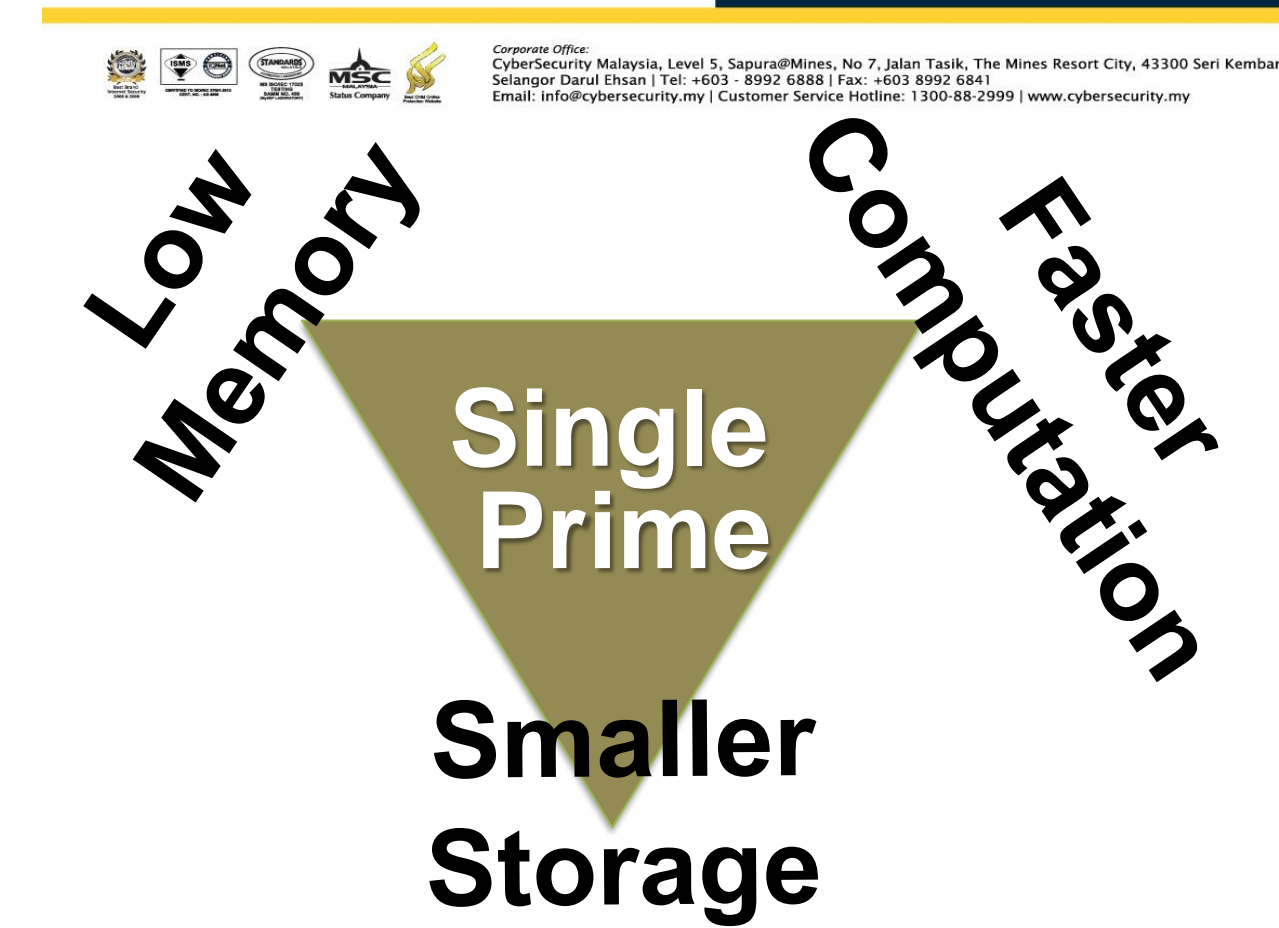 Corporate Office:
CyberSecurity Malaysia, Level 5, Sapura@Mines, No 7, Jalan Tasik, The Mines Resort City, 43300 Seri
Selangor Darul Ehsan | Tel: +603 - 8992 6888 | Fax: +603 8992 6841
Email: info@cybersecurity.my | Customer Service Hotline: 1300-88-2999 | www.cybersecurity.my
ISMS
STANDARDS
MALAYSIA
MSC
MALAYSIA
Status Company
Low
Memory
Faster
Computation
Single
Prime
Smaller
Storage